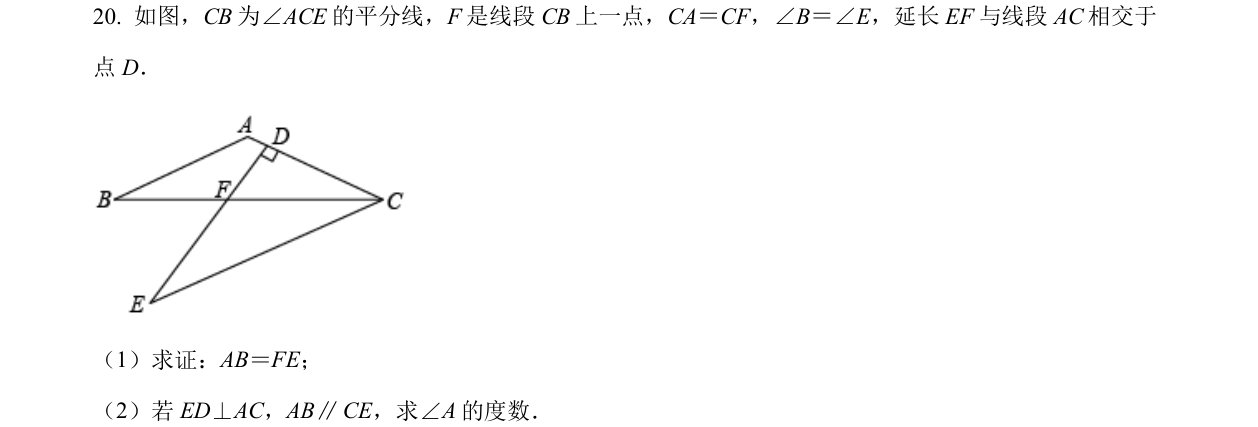 20. 如图，CB为∠ACE的平分线，F是线段CB上一点，CA＝CF，∠B＝∠E，延长EF与线段AC相交于
点D．
A
D
B
F
C
E
（1）求证：AB＝FE；
（2）若ED⊥AC，AB∥CE，求∠A的度数．